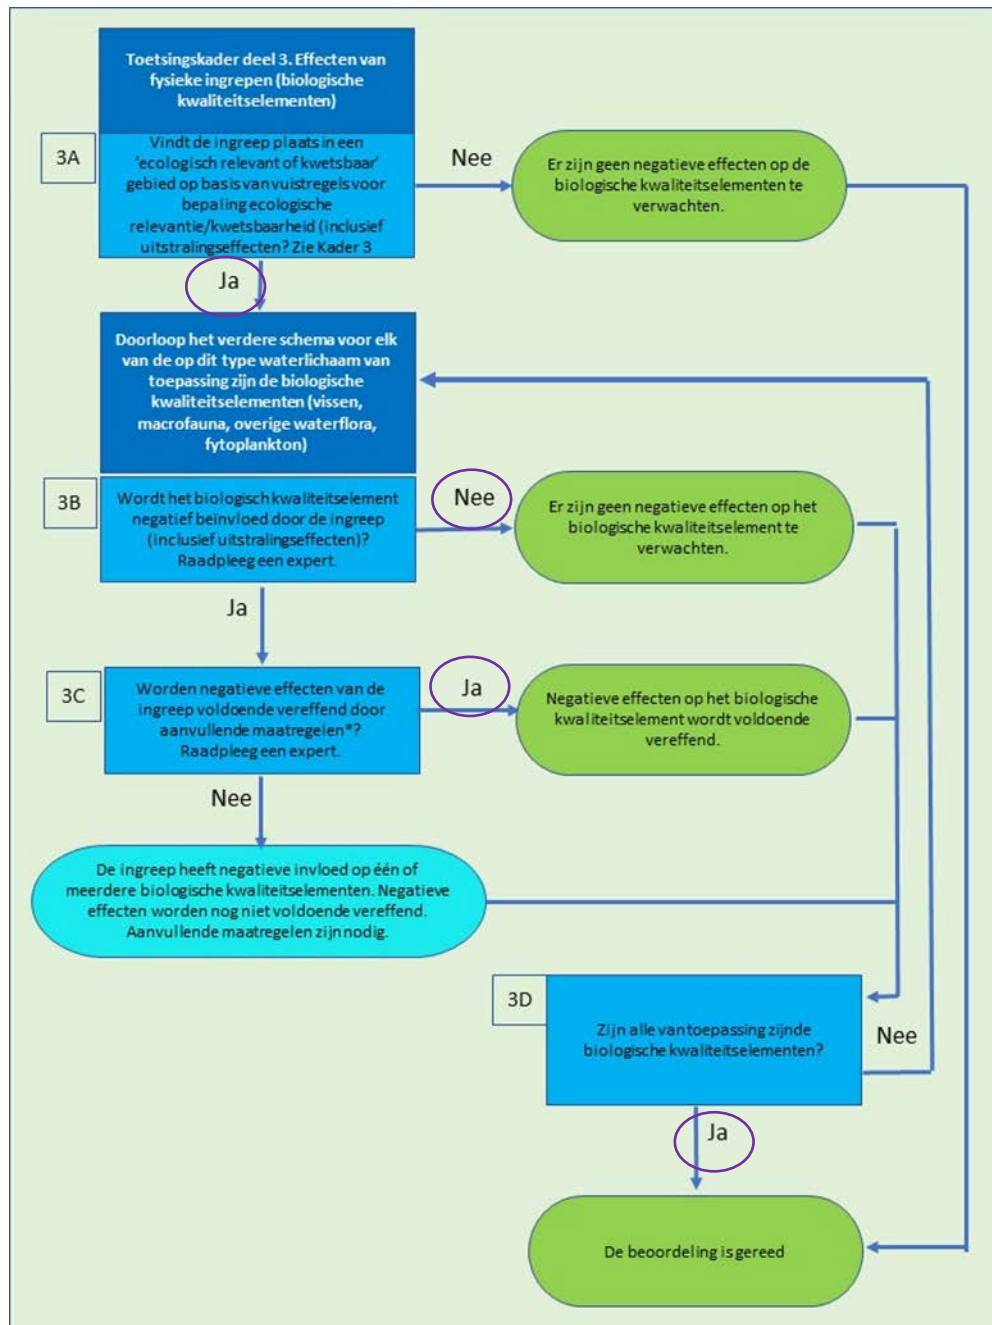 Toetsingskader deel 3. Effecten van
fysieke ingrepen (biologische
kwaliteitselementen)
3A
Vindt de ingreep plaats in een
‘ecologisch relevant of kwetsbaar’
gebied op basis van vuistregels voor
bepaling ecologische
relevantie/kwetsbaarheid (inclusief
uitstralingseffecten? Zie Kader 3
Nee
Er zijn geen negatieve effecten op de
biologische kwaliteitselementen te
verwachten.
Ja
Doorloop het verdere schema voor elk
van de op dit type waterlichaam van
toepassing zijn de biologische
kwaliteitselementen (vissen,
macrofauna, overige waterflora,
fytoplankton)
3B
Wordt het biologisch kwaliteitselement
negatief beïnvloed door de ingreep
(inclusief uitstralingseffecten)?
Raadpleeg een expert.
Nee
Er zijn geen negatieve effecten op het
biologische kwaliteitselement te
verwachten.
Ja
3C
Worden negatieve effecten van de
ingreep voldoende vereffend door
aanvullende maatregelen*?
Raadpleeg een expert.
Ja
Negatieve effecten op het biologische
kwaliteitselement wordt voldoende
vereffend.
Nee
De ingreep heeft negatieve invloed op één of
meerdere biologische kwaliteitselementen. Negatieve
effecten worden nog niet voldoende vereffend.
Aanvullende maatregelen zijn nodig.
3D
Zijn alle van toepassing zijnde
biologische kwaliteitselementen?
Nee
Ja
De beoordeling is gereed